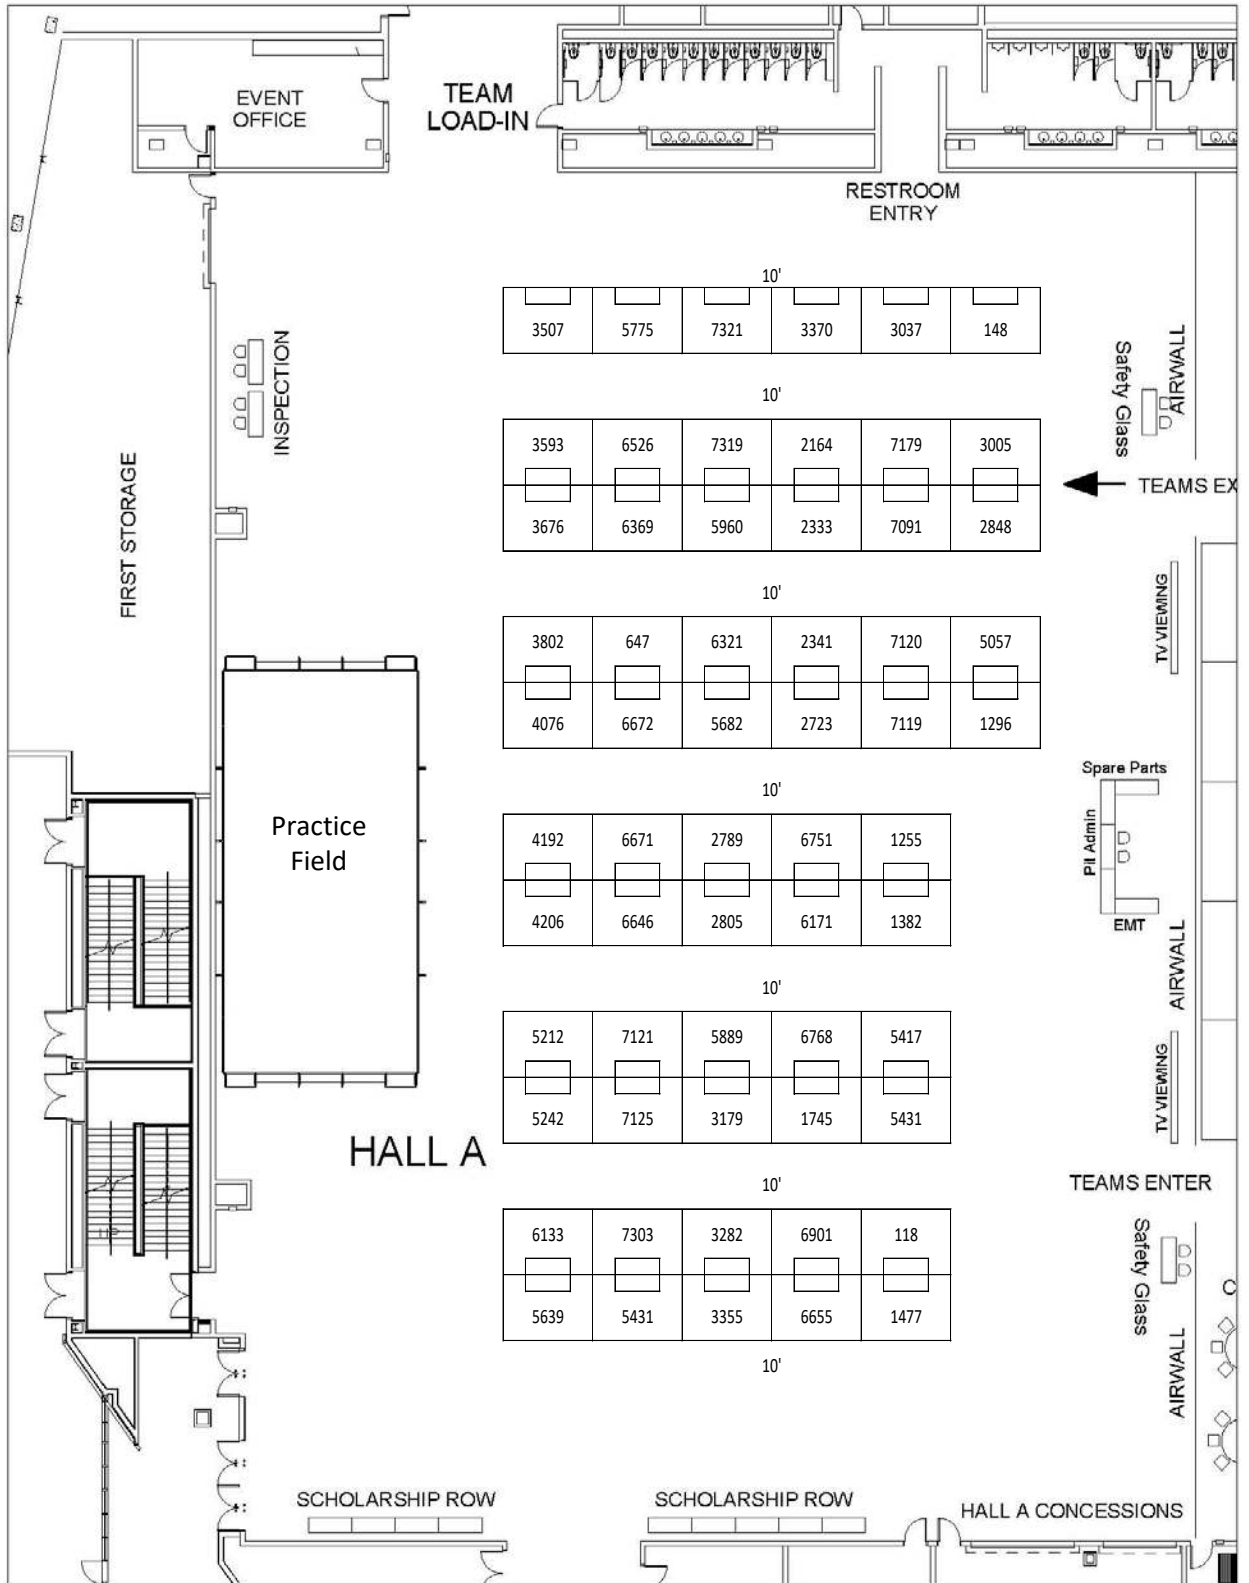 EVENT
OFFICE
TEAM
LOAD-IN
RESTROOM
ENTRY
10'
3507 5775 7321 3370 3037 148
INSPECTION
Safety Glass
AIRWALL
10'
3593 6526 7319 2164 7179 3005
TEAMS EX
3676 6369 5960 2333 7091 2848
FIRST STORAGE
10'
TV VIEWING
3802 647 6321 2341 7120 5057
4076 6672 5682 2723 7119 1296
Spare Parts
10'
Practice
Field
4192 6671 2789 6751 1255
Pit Admin
4206 6646 2805 6171 1382
EMT
AIRWALL
10'
5212 7121 5889 6768 5417
TV VIEWING
5242 7125 3179 1745 5431
HALL A
10'
TEAMS ENTER
6133 7303 3282 6901 118
Safety Glass
C
5639 5431 3355 6655 1477
AIRWALL
10'
SCHOLARSHIP ROW
SCHOLARSHIP ROW
HALL A CONCESSIONS